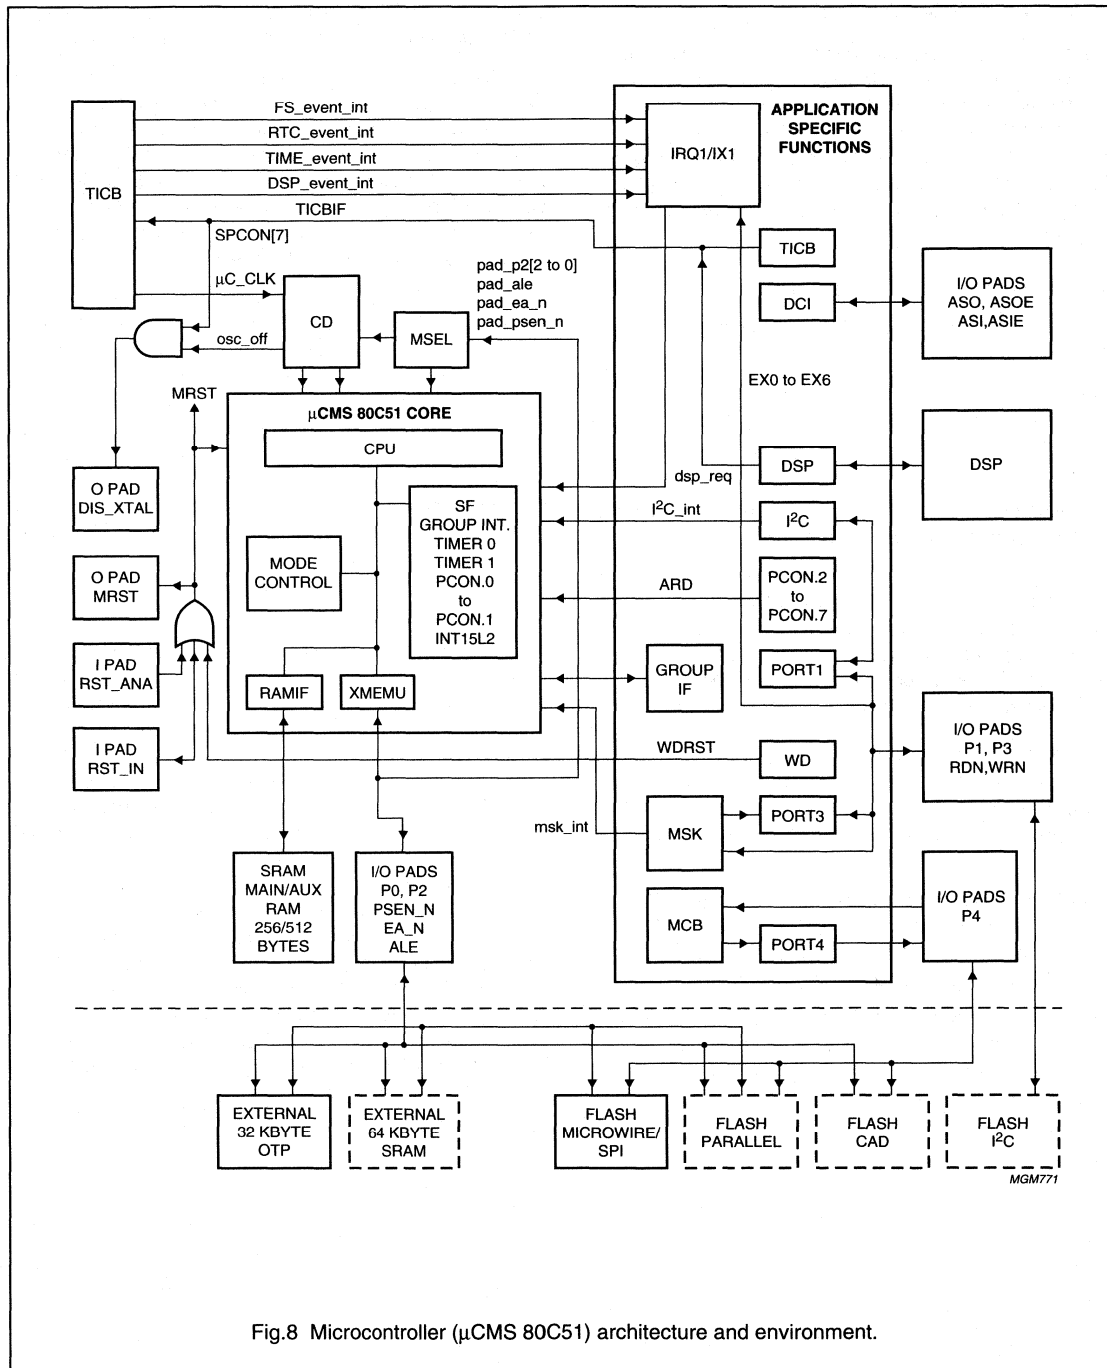 FS_event_int
RTC_event_int
TIME_event_int
DSP_event_int
TICB
TICBIF
SPCON[7]
µC_CLK
pad_p2[2 to 0]
pad_ale
pad_ea_n
pad_psen_n
CD
MSEL
osc_off
MRST
APPLICATION
SPECIFIC
FUNCTIONS
IRQ1/IX1
TICB
DCI
I/O PADS
ASO, ASOE
ASI,ASIE
EX0 to EX6
µCMS 80C51 CORE
CPU
SF
GROUP INT.
TIMER 0
TIMER 1
PCON.0
to
PCON.1
INT15L2
MODE
CONTROL
RAMIF
XMEMU
O PAD
DIS_XTAL
O PAD
MRST
I PAD
RST_ANA
I PAD
RST_IN
dsp_req
DSP
DSP
I²C_int
I²C
ARD
PCON.2
to
PCON.7
GROUP
IF
PORT1
I/O PADS
P1, P3
RDN,WRN
WDRST
WD
msk_int
MSK
PORT3
MCB
PORT4
I/O PADS
P4
SRAM
MAIN/AUX
RAM
256/512
BYTES
I/O PADS
P0, P2
PSEN_N
EA_N
ALE
EXTERNAL
32 KBYTE
OTP
EXTERNAL
64 KBYTE
SRAM
FLASH
MICROWIRE/
SPI
FLASH
PARALLEL
FLASH
CAD
FLASH
I²C
MGM771
Fig.8 Microcontroller (µCMS 80C51) architecture and environment.